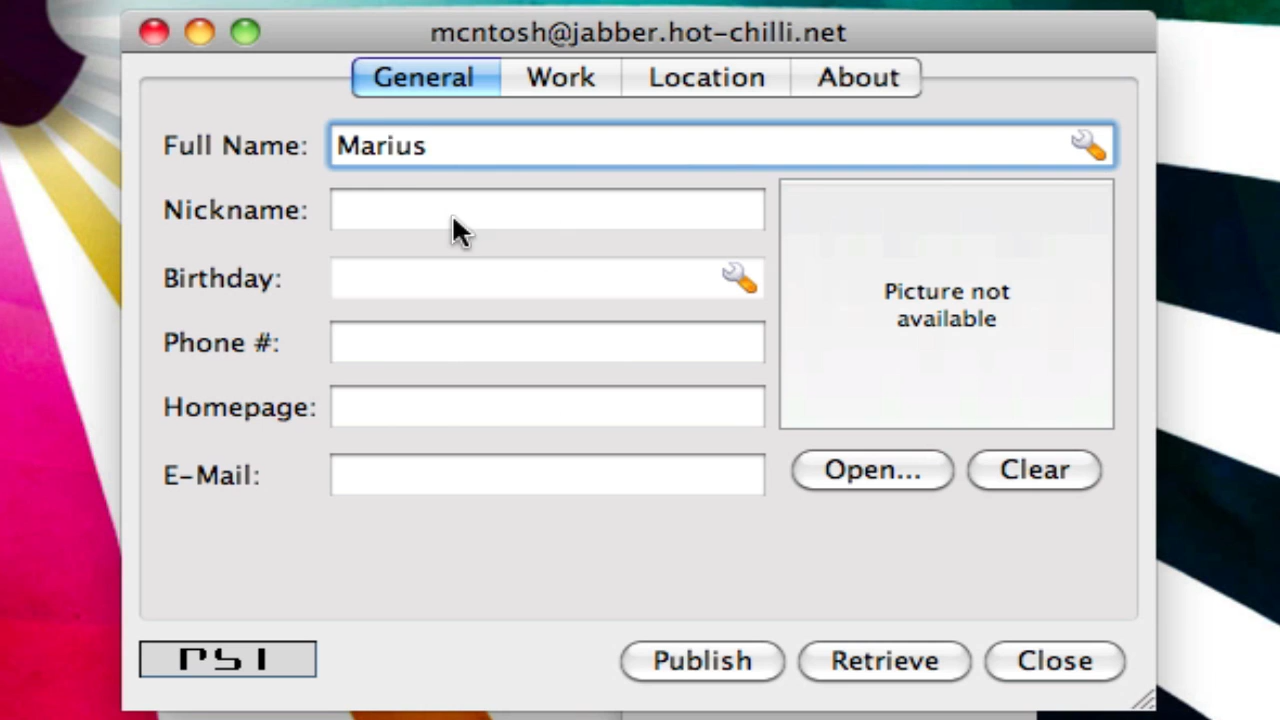 mcntosh@jabber.hot-chilli.net
General Work Location About
Full Name: Marius
Nickname:
Birthday:
Phone #:
Homepage:
E-Mail:
Picture not
available
Open... Clear
PSI
Publish Retrieve Close